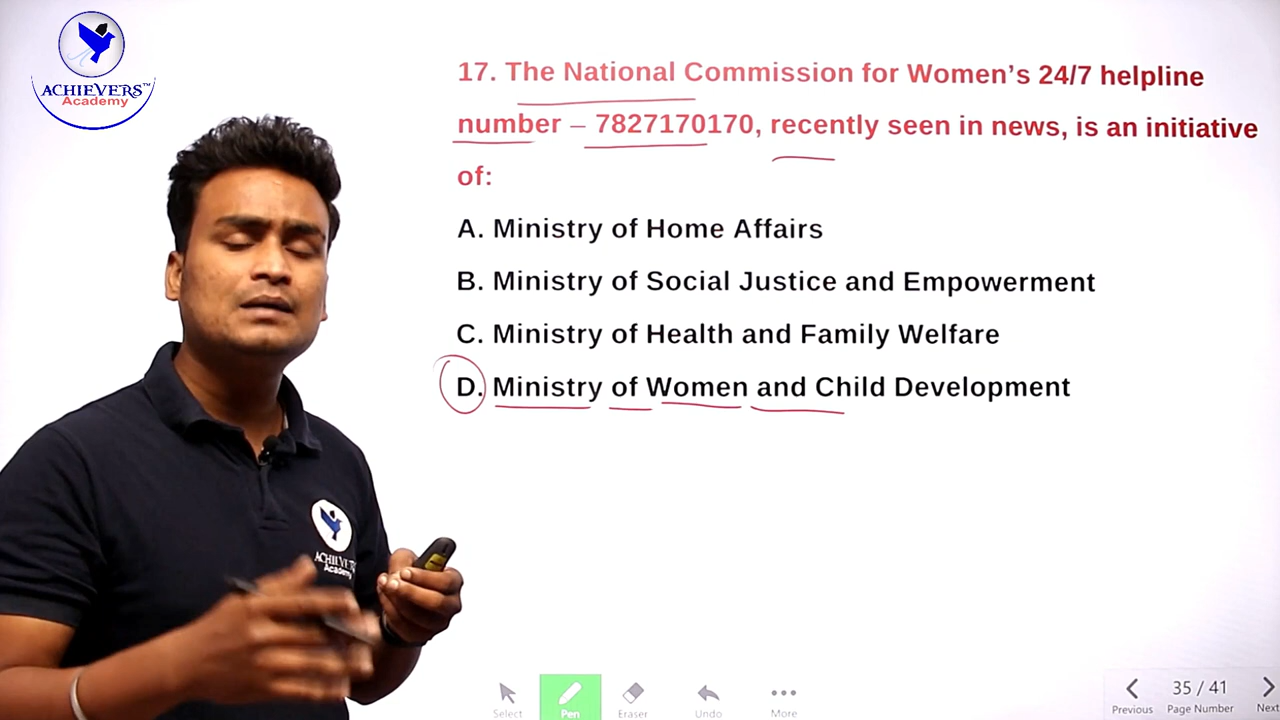 ACHIEVERS™
Academy
17. The National Commission for Women's 24/7 helpline
number – 7827170170, recently seen in news, is an initiative
of:
A. Ministry of Home Affairs
B. Ministry of Social Justice and Empowerment
C. Ministry of Health and Family Welfare
D. Ministry of Women and Child Development
ACHIEVERS
Academy
Select
Pen
Eraser
Undo
More
Previous
35 / 41
Page Number
Next